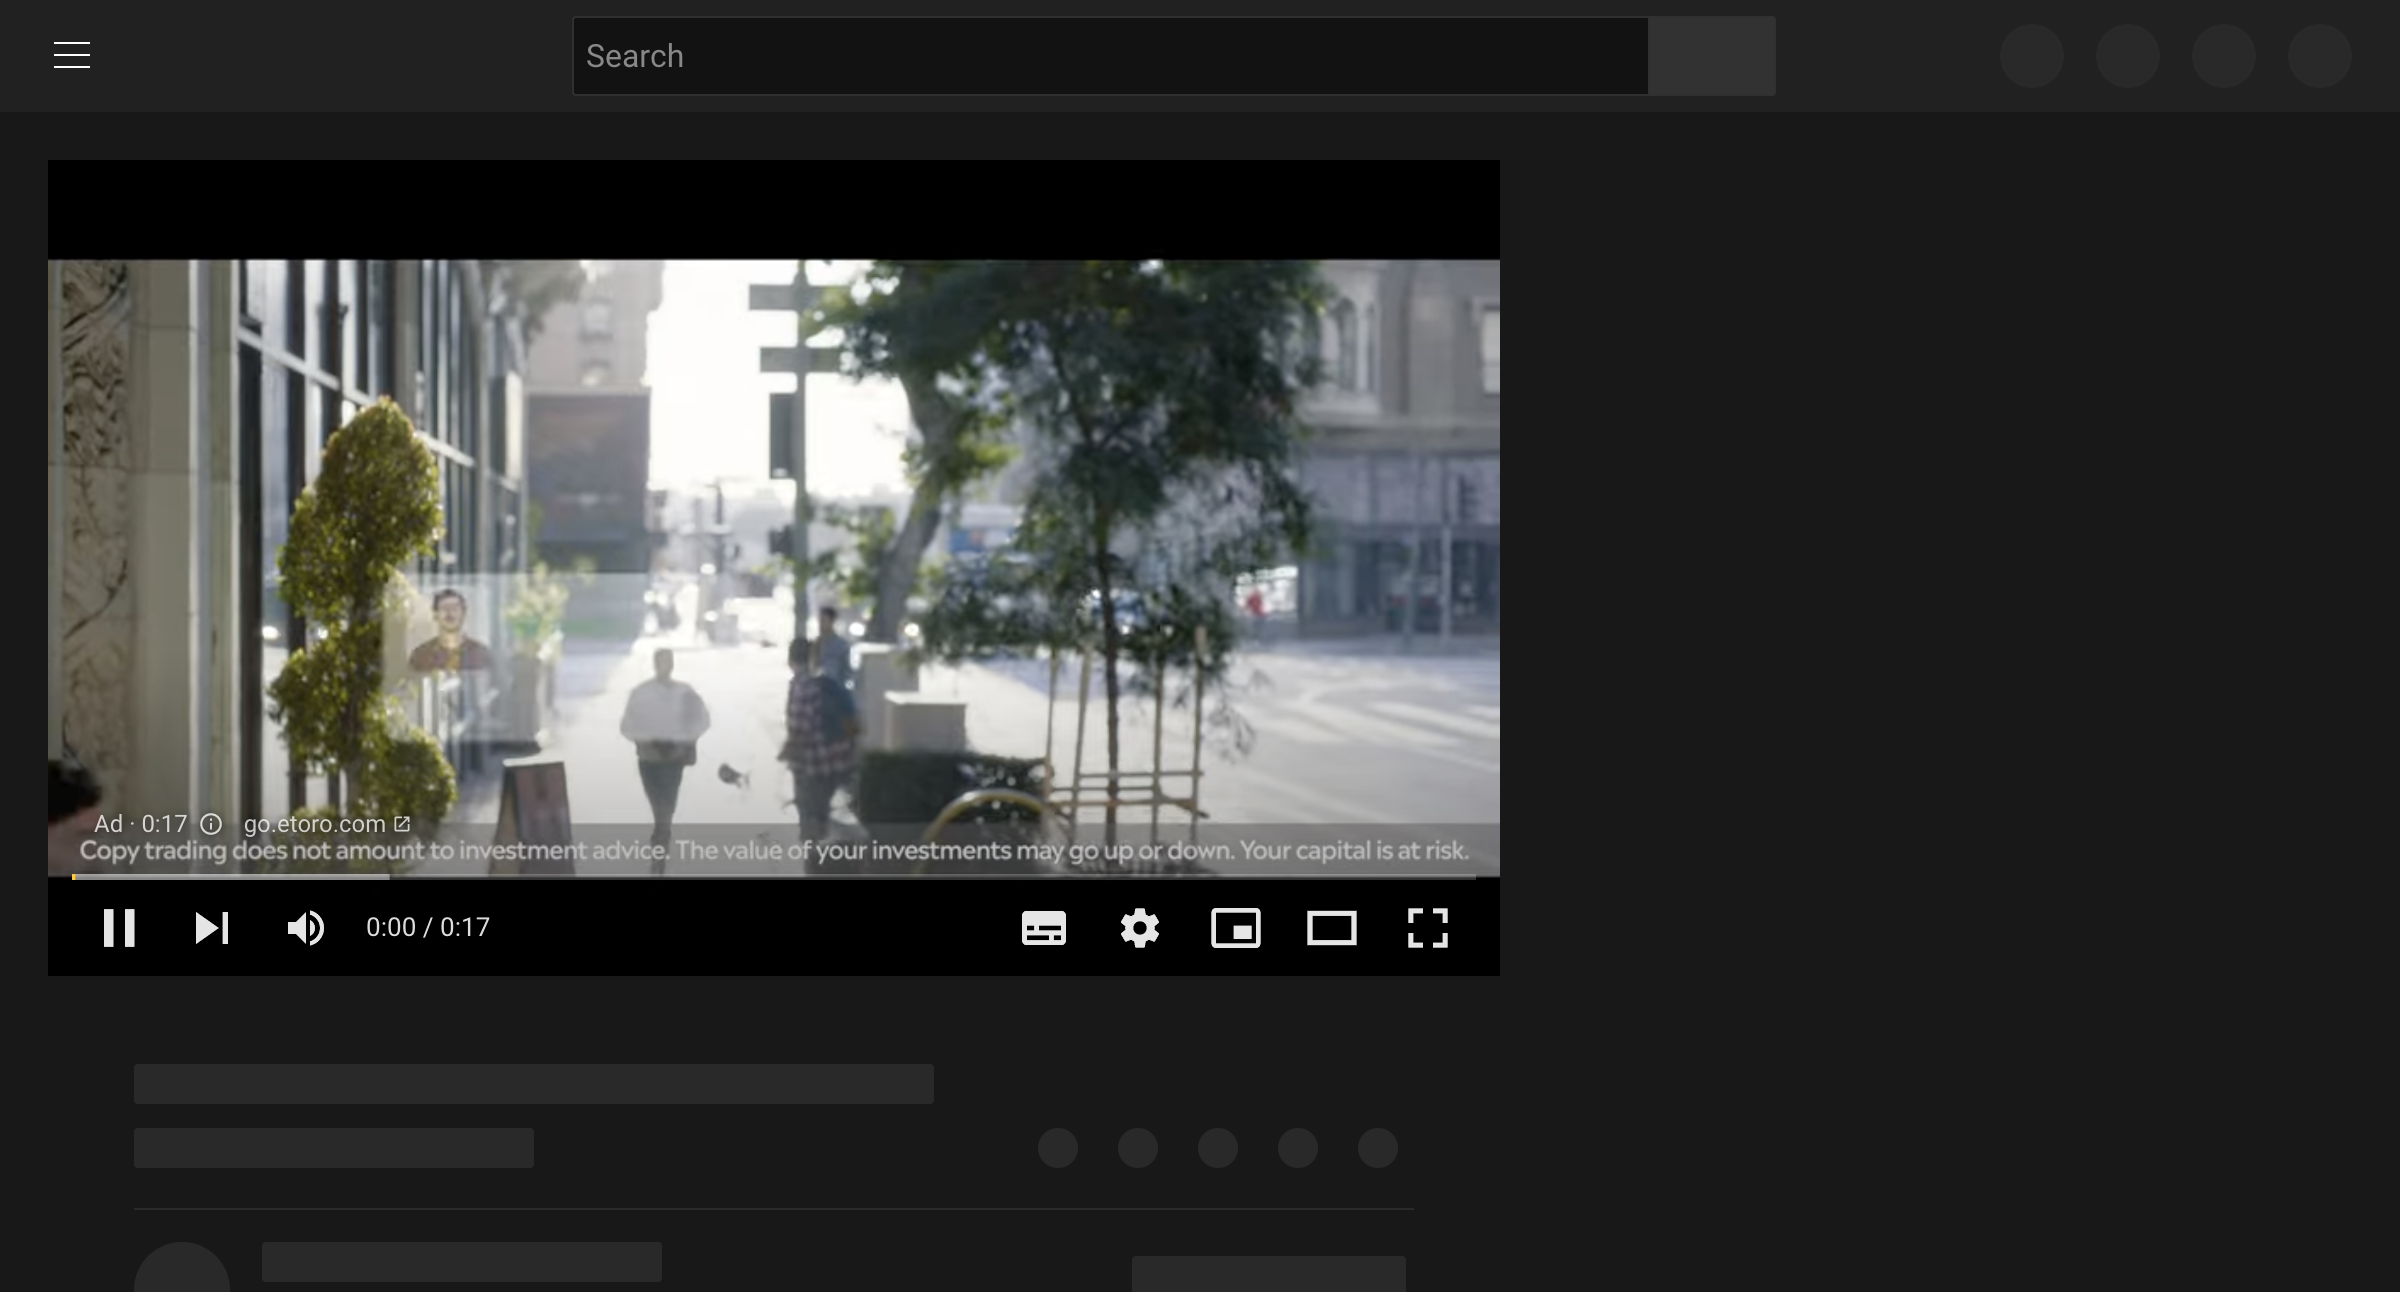 Search
Ad · 0:17 go.etoro.com
Copy trading does not amount to investment advice. The value of your investments may go up or down. Your capital is at risk.
0:00 / 0:17